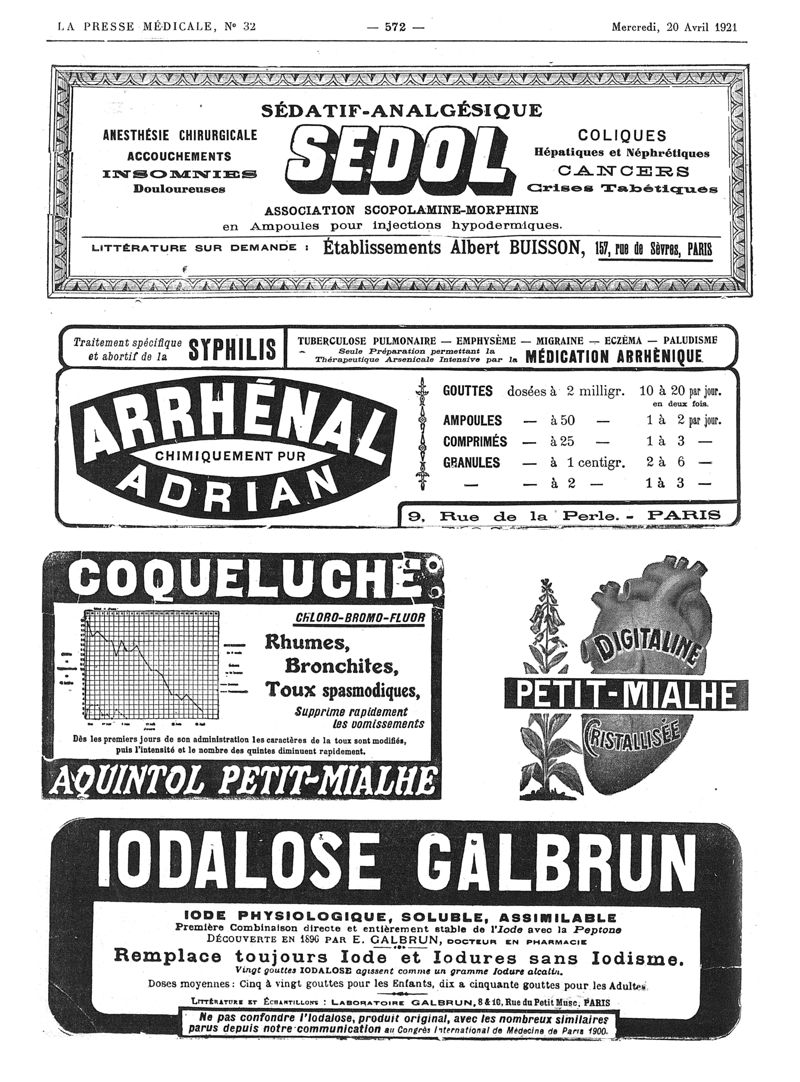 LA PRESSE MÉDICALE, Nº 32
— 572 —
Mercredi, 20 Avril 1921
SÉDATIF-ANALGÉSIQUE
SEDOL
ANESTHÉSIE CHIRURGICALE
ACCOUCHEMENTS
INSOMNIES
Douloureuses
COLIQUES
Hépatiques et Néphrétiques
CANCERS
Crises Tabétiques
ASSOCIATION SCOPOLAMINE-MORPHINE
en Ampoules pour injections hypodermiques.
LITTÉRATURE SUR DEMANDE : Établissements Albert BUISSON, 157, rue de Sèvres, PARIS
Traitement spécifique
et abortif de la
SYPHILIS
TUBERCULOSE PULMONAIRE — EMPHYSÈME — MIGRAINE — ECZÉMA — PALUDISME
Seule Préparation permettant la
Thérapeutique Arsenicale Intensive par la
MÉDICATION ARRHÈNIQUE
ARRHÉNAL
CHIMIQUEMENT PUR
ADRIAN
GOUTTES dosées à 2 milligr. 10 à 20 par jour.
en deux fois.
AMPOULES — à 50 — 1 à 2 par jour.
COMPRIMÉS — à 25 — 1 à 3 —
GRANULES — à 1 centigr. 2 à 6 —
— — à 2 — 1 à 3 —
9, Rue de la Perle. - PARIS
COQUELUCHE
CHLORO-BROMO-FLUOR
Rhumes,
Bronchites,
Toux spasmodiques,
Supprime rapidement
les vomissements
Dès les premiers jours de son administration les caractères de la toux sont modifiés,
puis l'intensité et le nombre des quintes diminuent rapidement.
AQUINTOL PETIT-MIALHE
DIGITALINE
PETIT-MIALHE
CRISTALLISÉE
IODALOSE GALBRUN
IODE PHYSIOLOGIQUE, SOLUBLE, ASSIMILABLE
Première Combinaison directe et entièrement stable de l'Iode avec la Peptone
DÉCOUVERTE EN 1896 PAR E. GALBRUN, DOCTEUR EN PHARMACIE
Remplace toujours Iode et Iodures sans Iodisme.
Vingt gouttes IODALOSE agissent comme un gramme Iodure alcalin.
Doses moyennes : Cinq à vingt gouttes pour les Enfants, dix a cinquante gouttes pour les Adultes.
LITTÉRATURE ET ÉCHANTILLONS : LABORATOIRE GALBRUN, 8 & 10, Rue du Petit Musc, PARIS
Ne pas confondre l'Iodalose, produit original, avec les nombreux similaires
parus depuis notre communication au Congrès International de Médecine de Paris 1900.